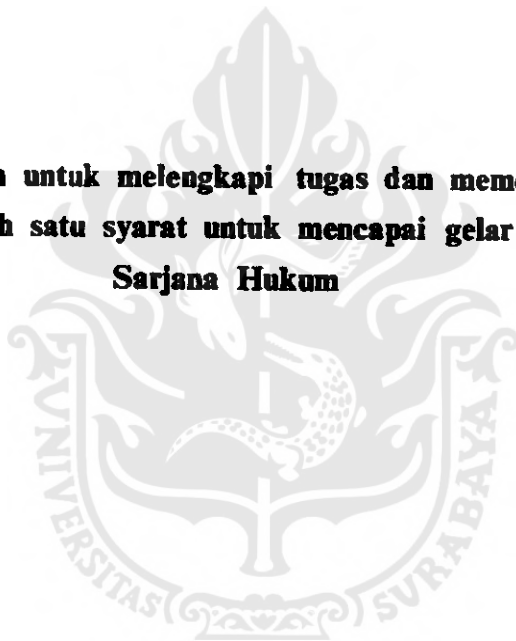 untuk melengkapi tugas dan
satu syarat untuk mencapai gelar
Sarjana Hukum
UNIVERSITAS SURABAYA